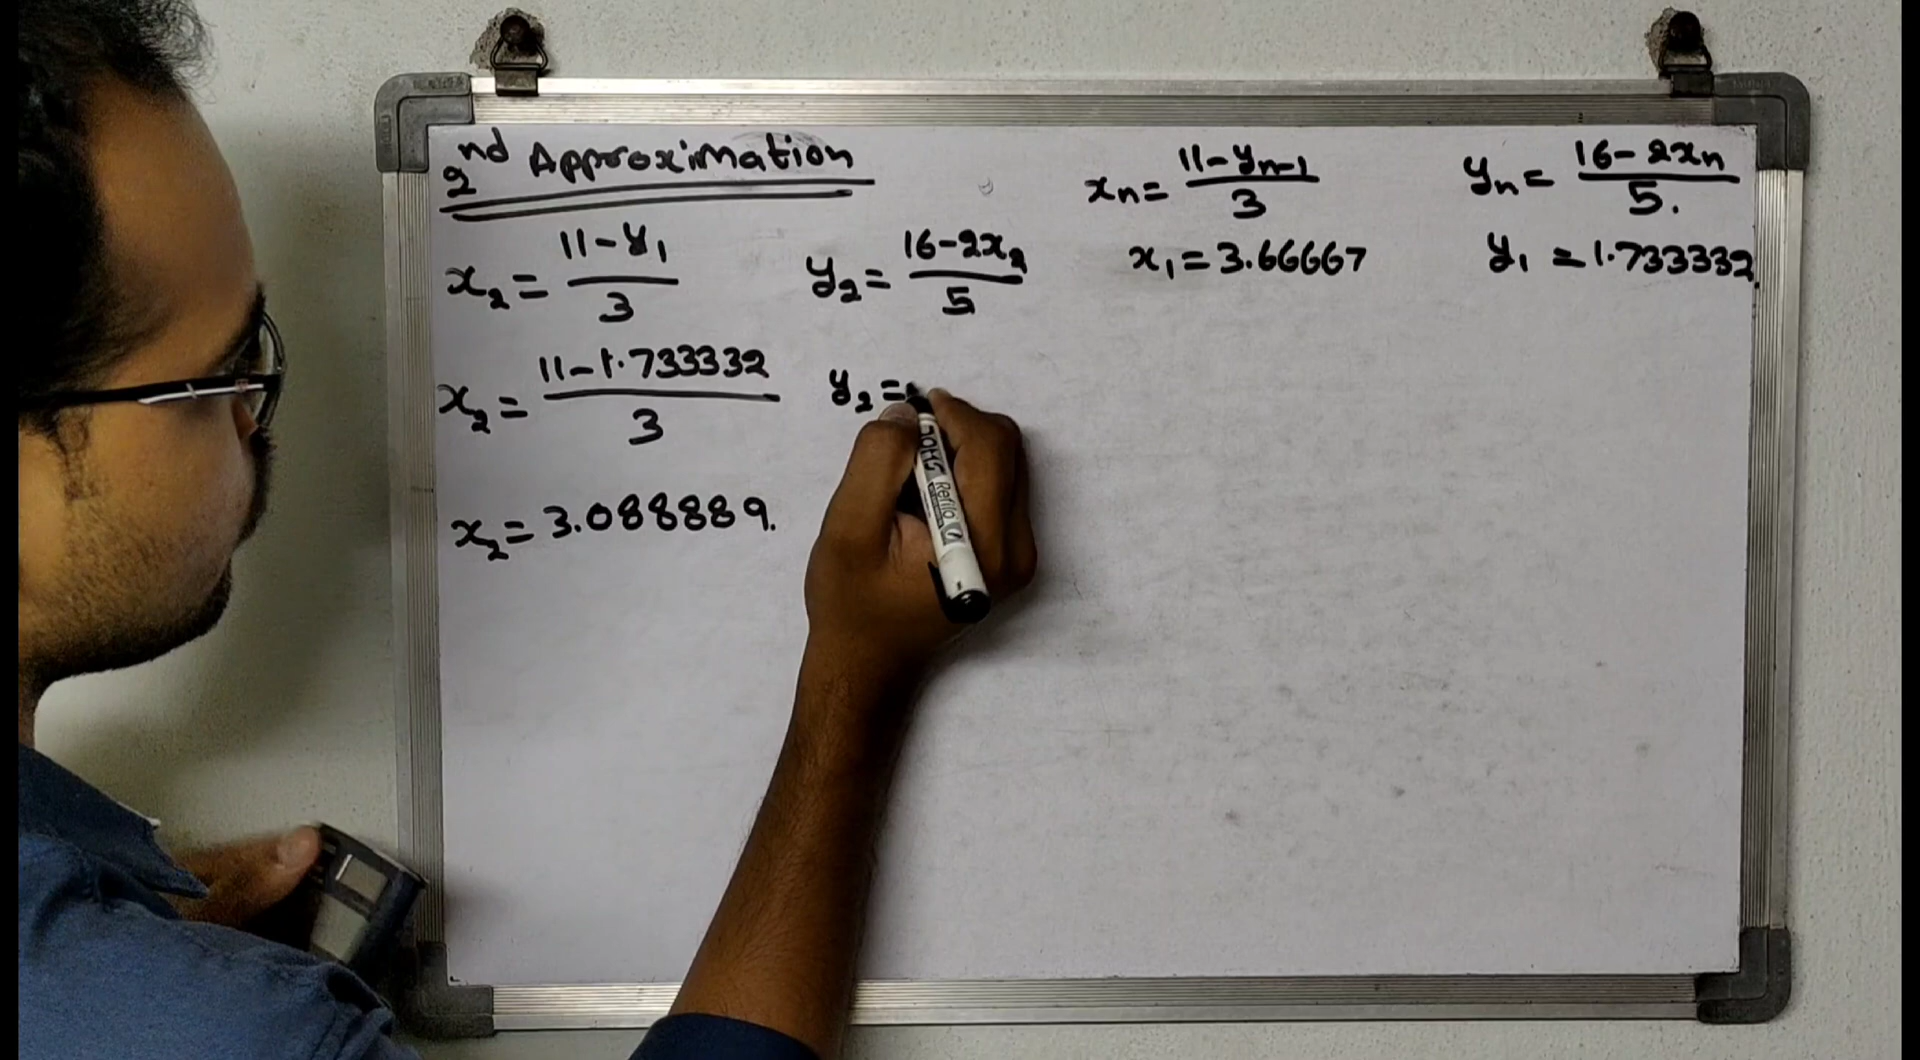 2nd Approximation
xₙ = (11-yₙ₋₁)/3
yₙ = (16-2xₙ)/5.
x₁ = 3.66667
y₁ = 1.733332
x₂ = (11-y₁)/3
y₂ = (16-2x₂)/5
x₂ = (11-1.733332)/3
y₂ =
x₂ = 3.088889.
Refilo